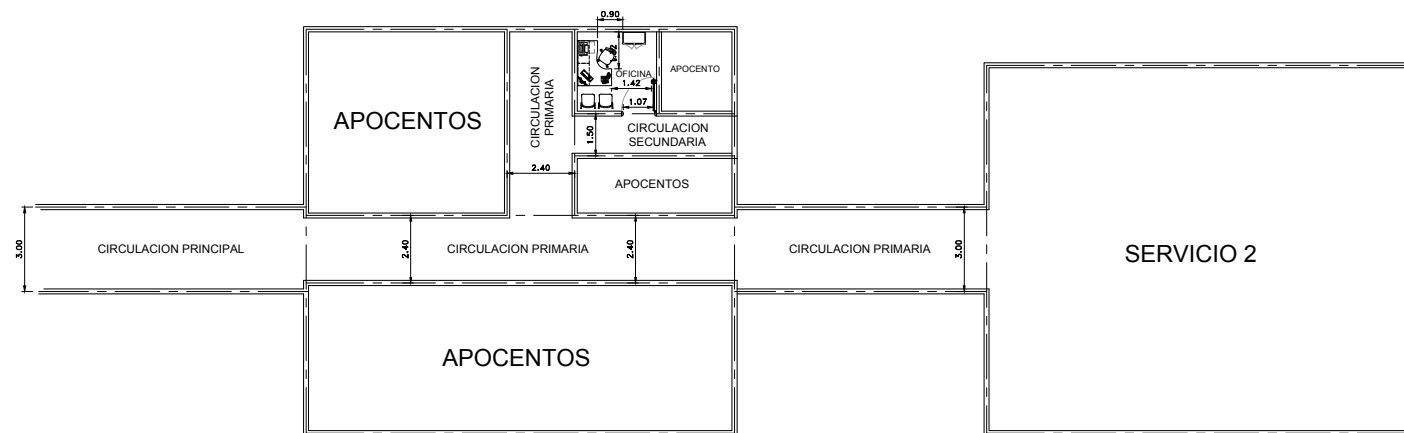 0.90
APOCENTOS
CIRCULACION
PRIMARIA
OFICINA
1.42
1.07
APOCENTO
1.50
CIRCULACION
SECUNDARIA
2.40
APOCENTOS
3.00
CIRCULACION PRINCIPAL
2.40
CIRCULACION PRIMARIA
2.40
CIRCULACION PRIMARIA
3.00
SERVICIO 2
APOCENTOS